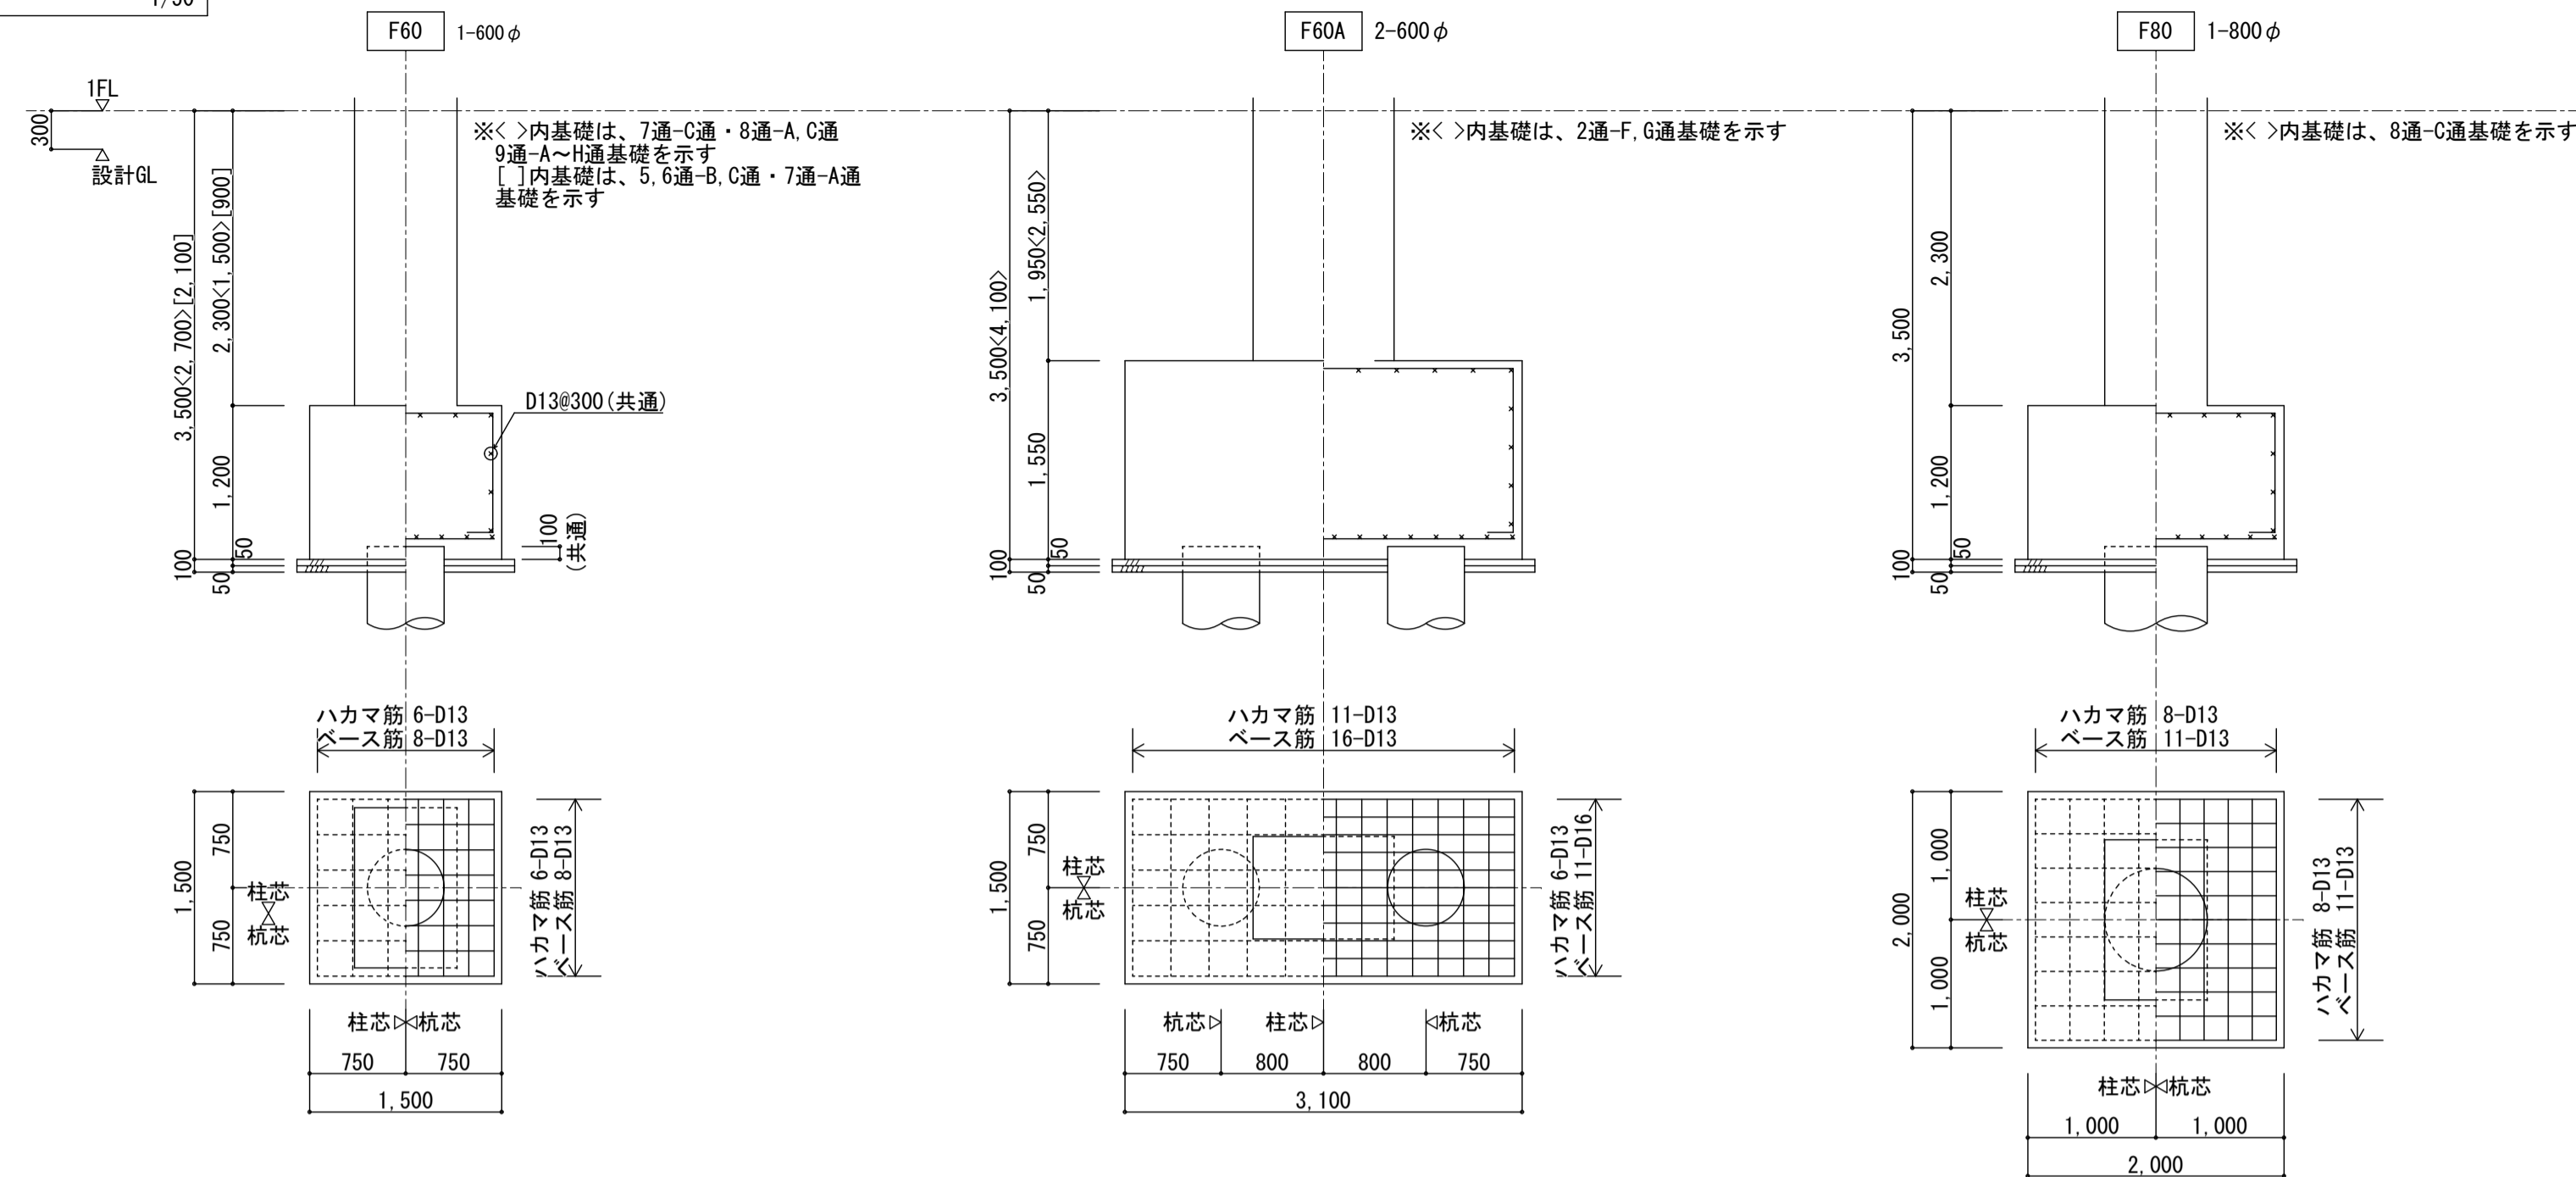 F60
1-600φ
1FL
300
設計GL
※< >内基礎は、7通-C通・8通-A,C通
9通-A～H通基礎を示す
[ ]内基礎は、5,6通-B,C通・7通-A通
基礎を示す
3,500<2,700>[2,100]
2,300<1,500>[900]
1,200
100
50
50
D13@300(共通)
100
(共通)
ハカマ筋 6-D13
ベース筋 8-D13
1,500
750
750
柱芯
杭芯
ハカマ筋 6-D13
ベース筋 8-D13
柱芯
杭芯
750
750
1,500
F60A
2-600φ
※< >内基礎は、2通-F,G通基礎を示す
3,500<4,100>
1,950<2,550>
1,550
100
50
50
ハカマ筋 11-D13
ベース筋 16-D13
1,500
750
750
柱芯
杭芯
ハカマ筋 6-D13
ベース筋 11-D16
杭芯
柱芯
杭芯
750
800
800
750
3,100
F80
1-800φ
※< >内基礎は、8通-C通基礎を示す
3,500
2,300
1,200
100
50
50
ハカマ筋 8-D13
ベース筋 11-D13
2,000
1,000
1,000
柱芯
杭芯
ハカマ筋 8-D13
ベース筋 11-D13
柱芯
杭芯
1,000
1,000
2,000